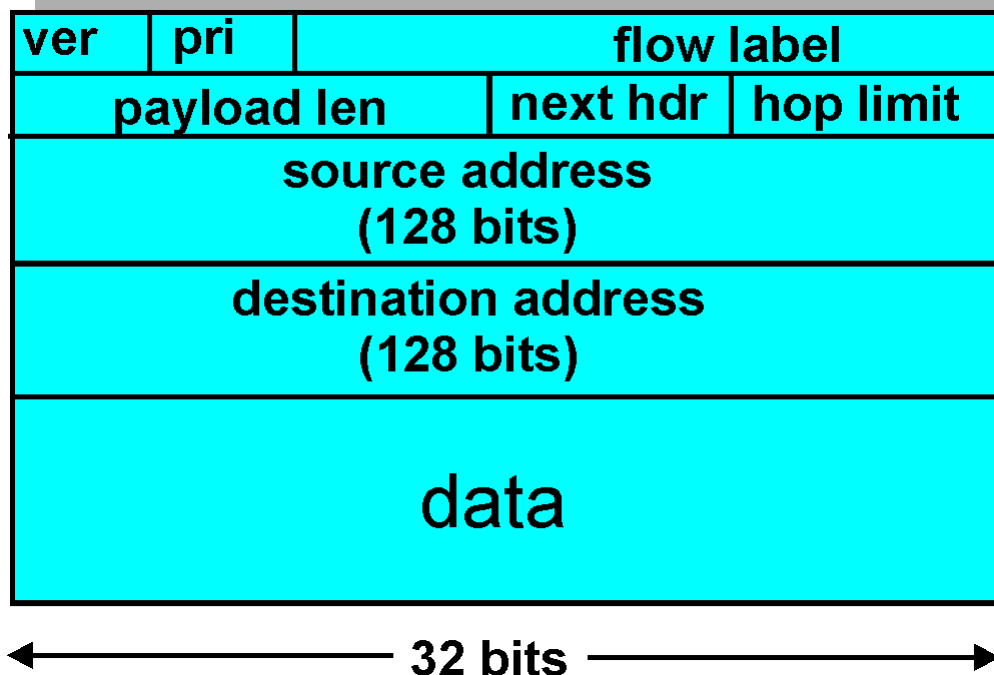 ver pri flow label
payload len next hdr hop limit
source address
(128 bits)
destination address
(128 bits)
data
32 bits